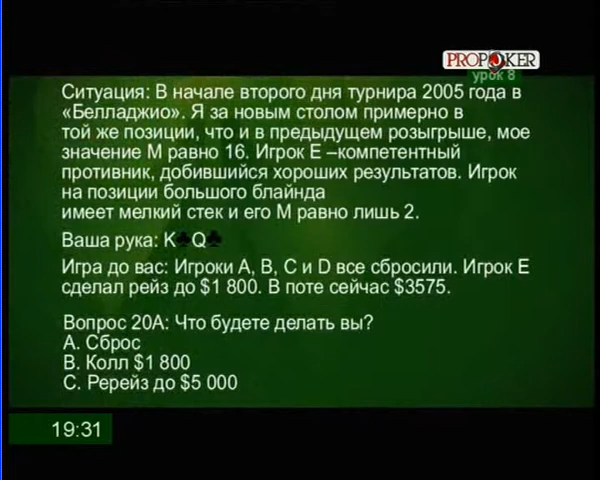 PROPOKER
урок 8
Ситуация: В начале второго дня турнира 2005 года в
«Белладжио». Я за новым столом примерно в
той же позиции, что и в предыдущем розыгрыше, мое
значение М равно 16. Игрок Е –компетентный
противник, добившийся хороших результатов. Игрок
на позиции большого блайнда
имеет мелкий стек и его М равно лишь 2.
Ваша рука: K♣Q♣
Игра до вас: Игроки А, В, С и D все сбросили. Игрок Е
сделал рейз до $1 800. В поте сейчас $3575.
Вопрос 20А: Что будете делать вы?
А. Сброс
В. Колл $1 800
С. Ререйз до $5 000
19:31